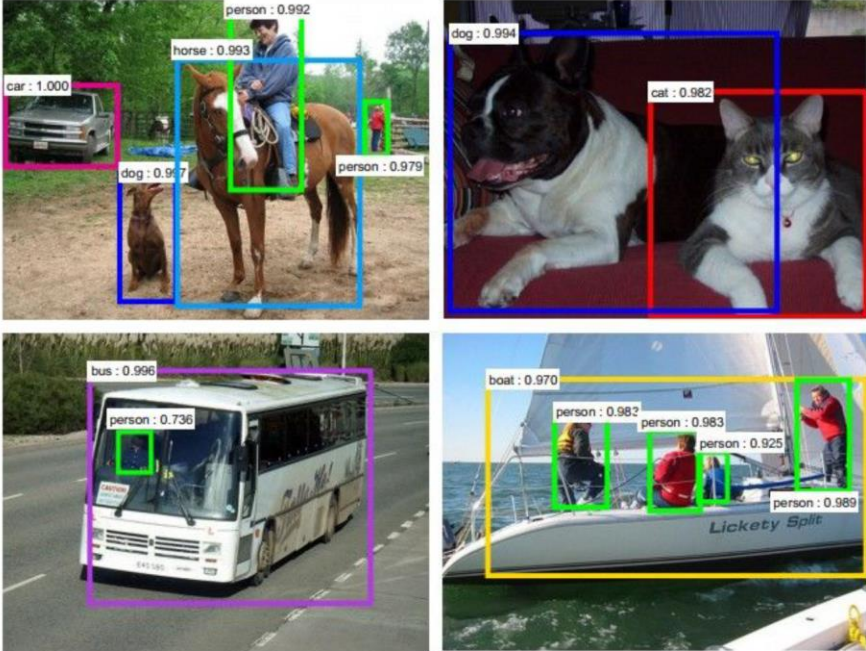 person : 0.992
horse : 0.993
car : 1.000
person : 0.979
dog : 0.997
dog : 0.994
cat : 0.982
bus : 0.996
person : 0.736
CAUTION
L
boat : 0.970
person : 0.983
person : 0.983
person : 0.925
person : 0.989
Lickety Split